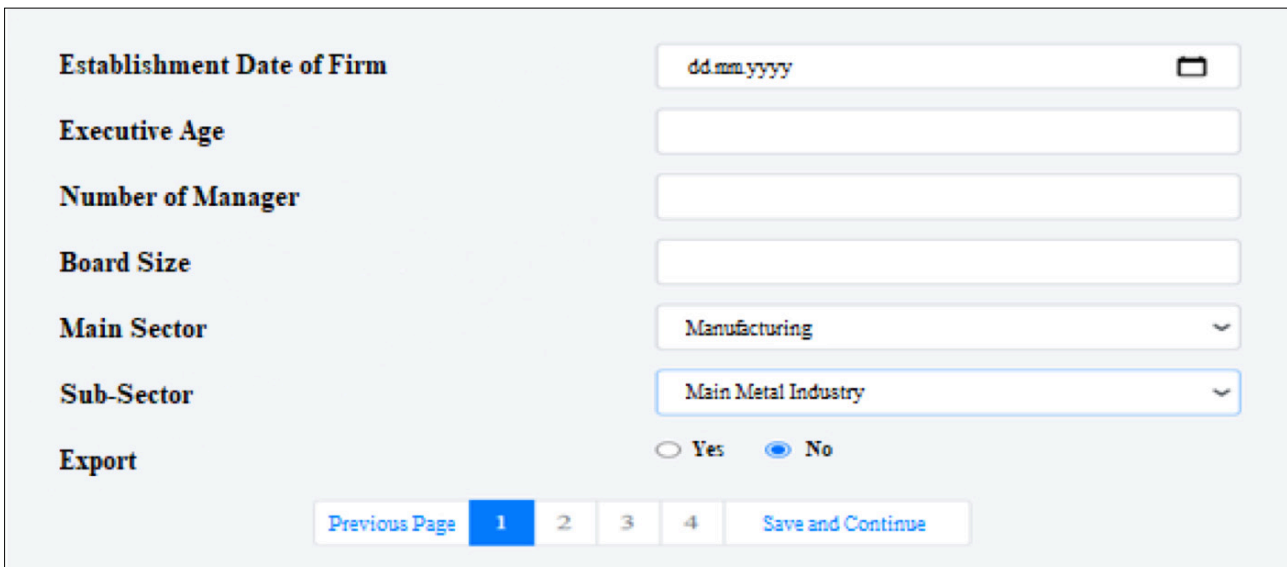 Establishment Date of Firm dd.mm.yyyy
Executive Age
Number of Manager
Board Size
Main Sector Manufacturing
Sub-Sector Main Metal Industry
Export Yes No
Previous Page 1 2 3 4 Save and Continue